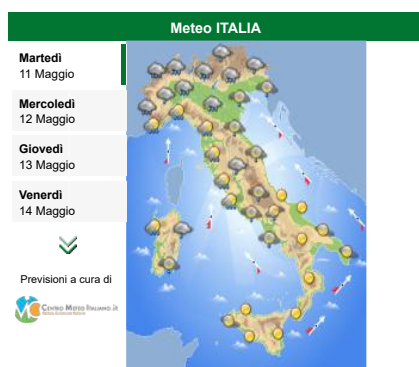 Meteo ITALIA
Martedì
11 Maggio
Mercoledì
12 Maggio
Giovedì
13 Maggio
Venerdì
14 Maggio
Previsioni a cura di
Centro Meteo Italiano.it